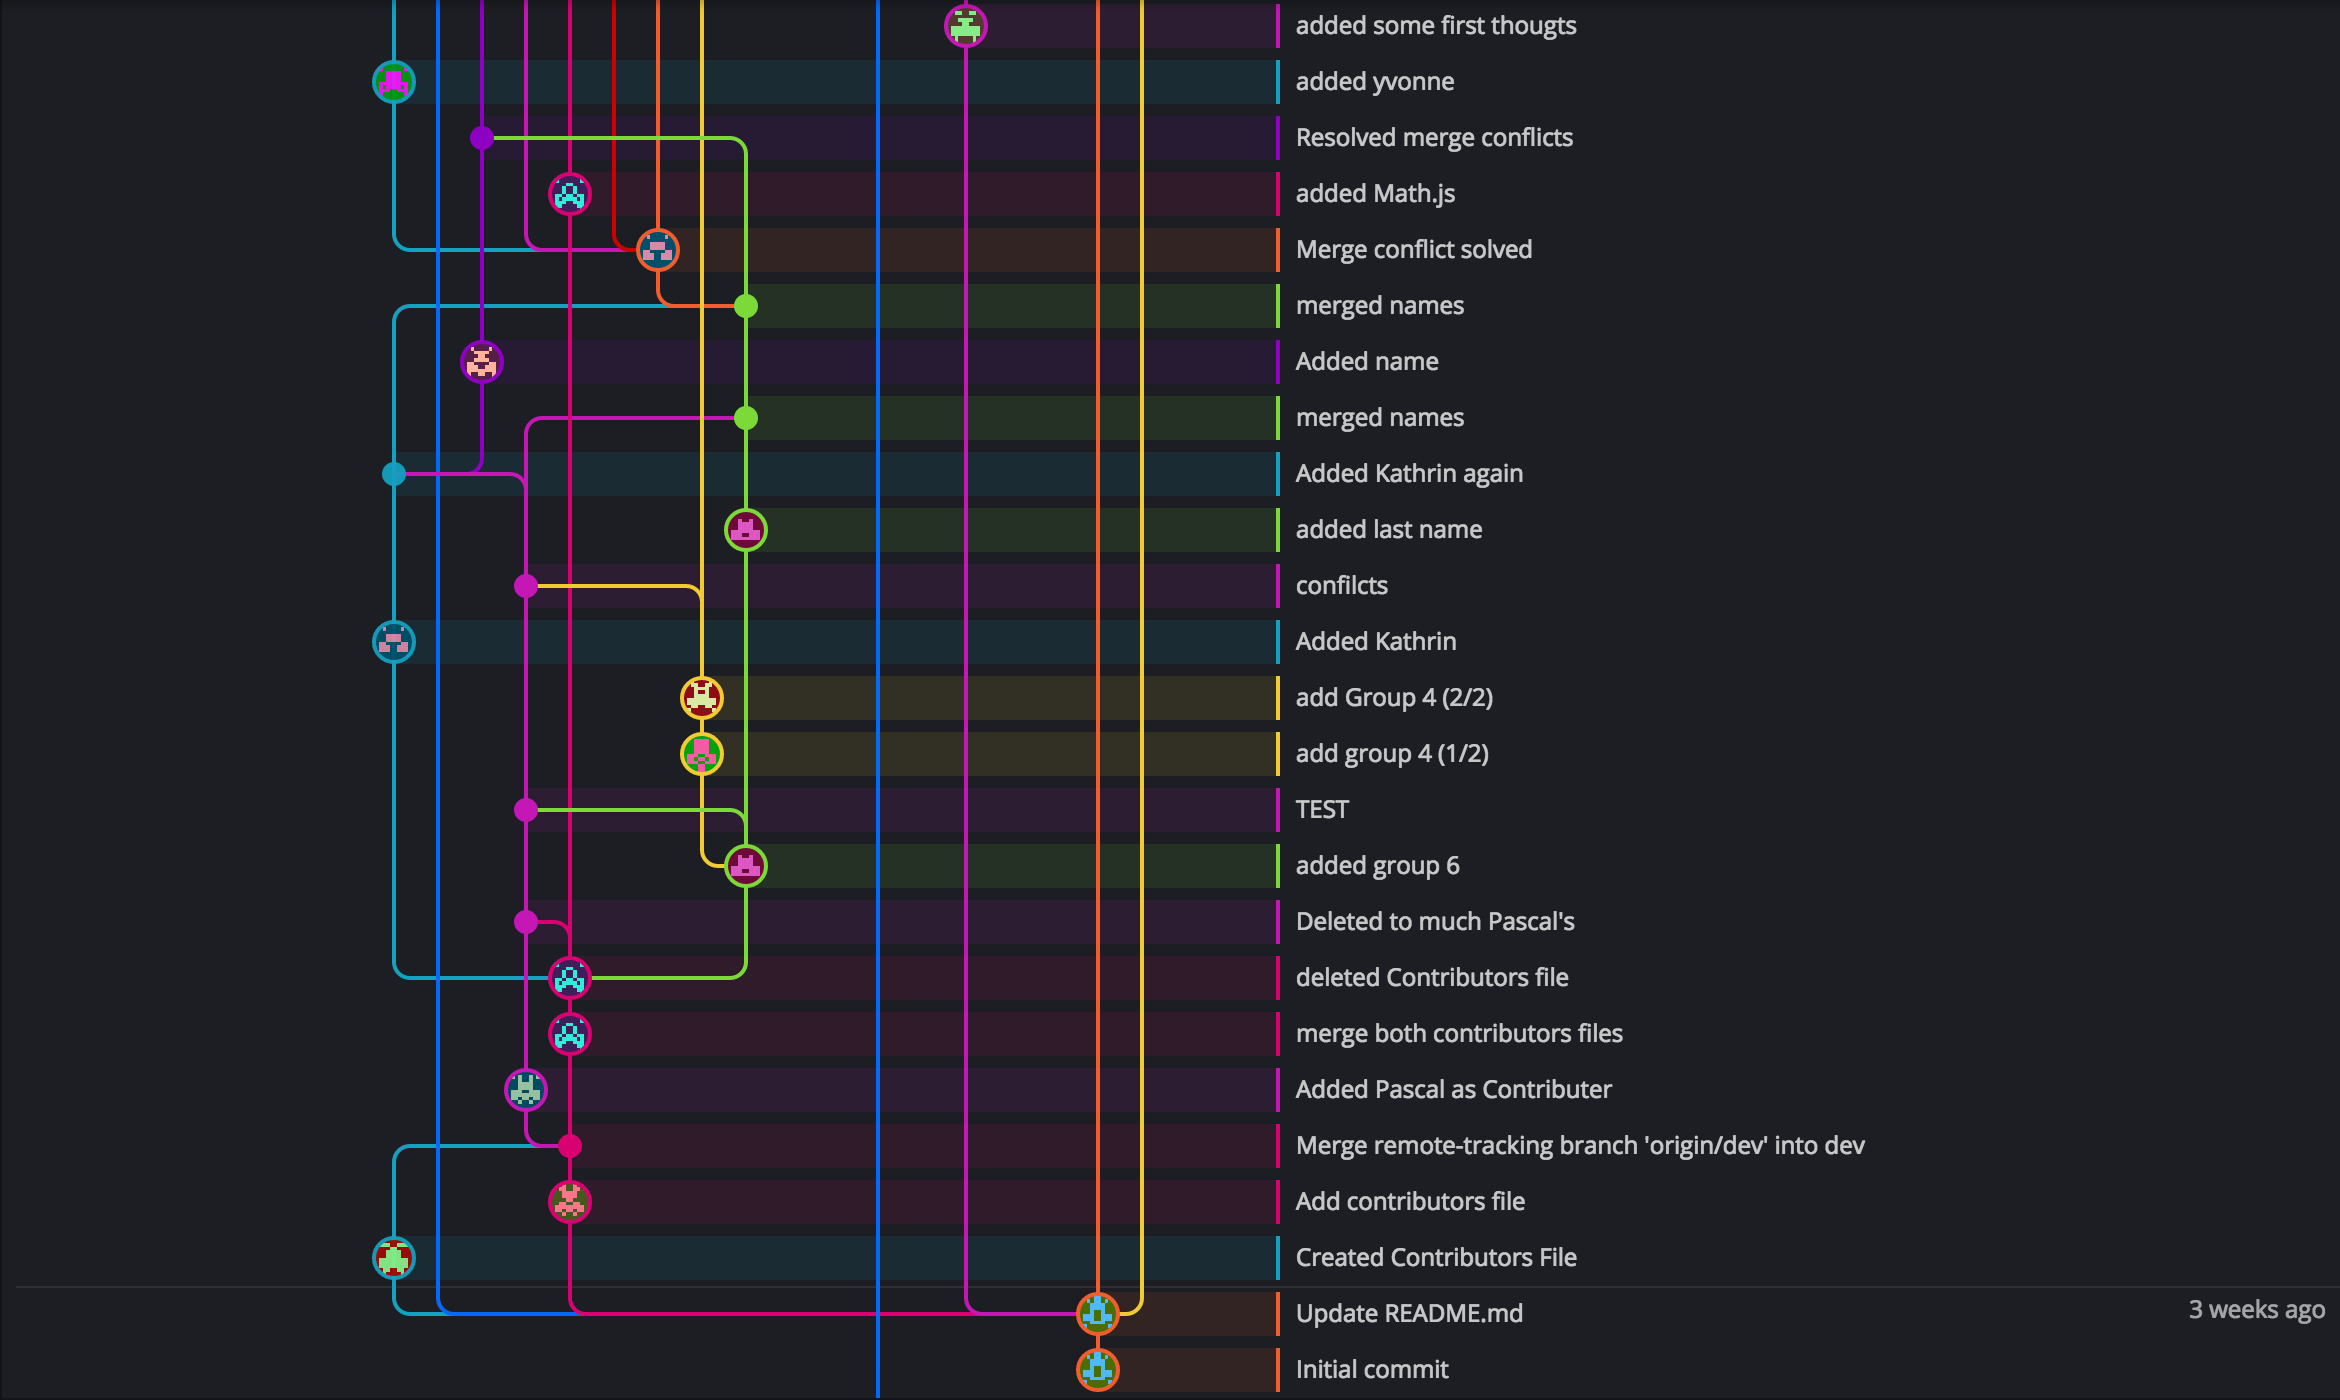 added some first thougts
added yvonne
Resolved merge conflicts
added Math.js
Merge conflict solved
merged names
Added name
merged names
Added Kathrin again
added last name
confilcts
Added Kathrin
add Group 4 (2/2)
add group 4 (1/2)
TEST
added group 6
Deleted to much Pascal's
deleted Contributors file
merge both contributors files
Added Pascal as Contributer
Merge remote-tracking branch 'origin/dev' into dev
Add contributors file
Created Contributors File
Update README.md
3 weeks ago
Initial commit